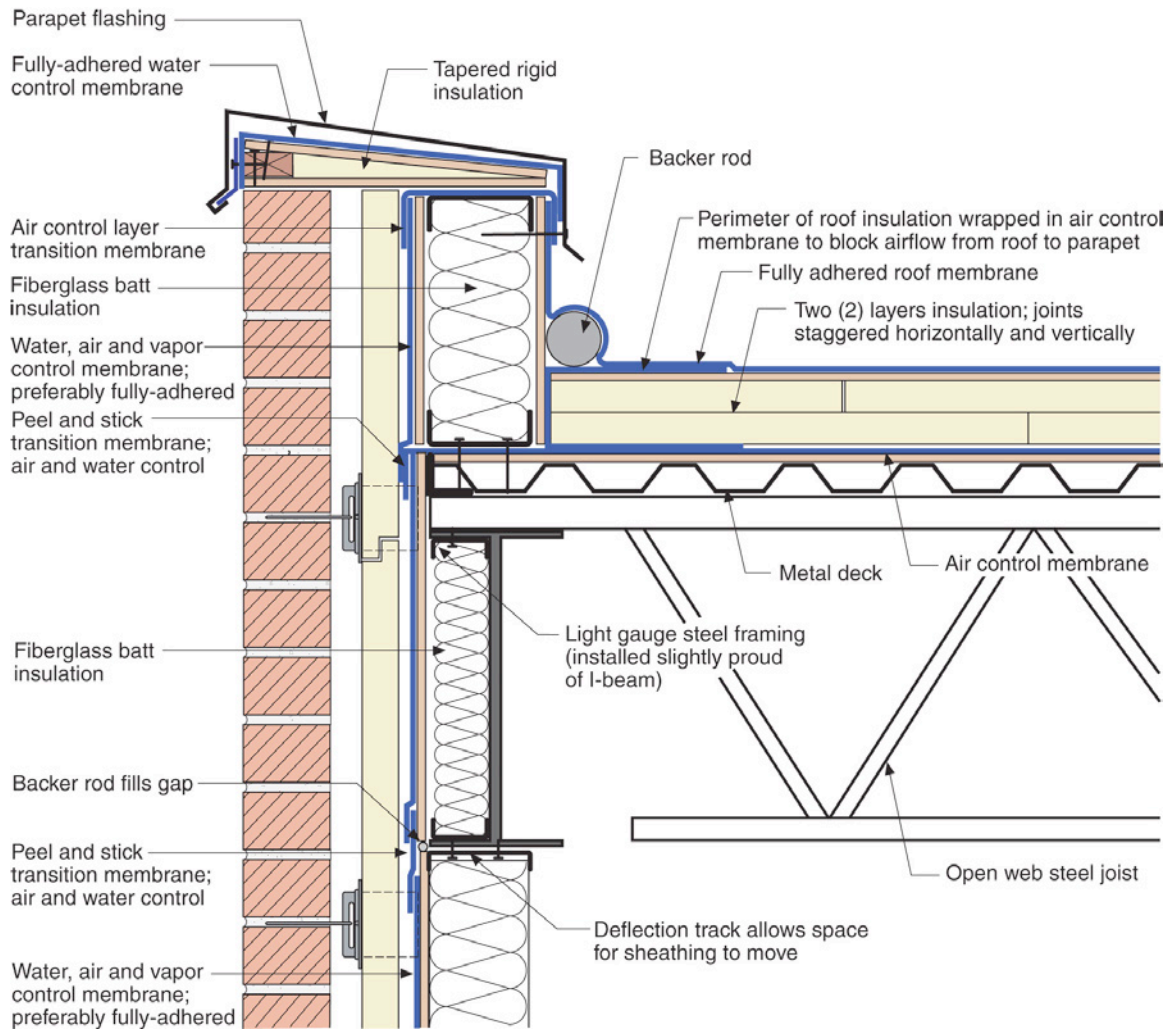 Parapet flashing
Fully-adhered water
control membrane
Tapered rigid
insulation
Backer rod
Air control layer
transition membrane
Perimeter of roof insulation wrapped in air control
membrane to block airflow from roof to parapet
Fully adhered roof membrane
Fiberglass batt
insulation
Two (2) layers insulation; joints
staggered horizontally and vertically
Water, air and vapor
control membrane;
preferably fully-adhered
Peel and stick
transition membrane;
air and water control
Metal deck
Air control membrane
Light gauge steel framing
(installed slightly proud
of I-beam)
Fiberglass batt
insulation
Backer rod fills gap
Peel and stick
transition membrane;
air and water control
Open web steel joist
Deflection track allows space
for sheathing to move
Water, air and vapor
control membrane;
preferably fully-adhered